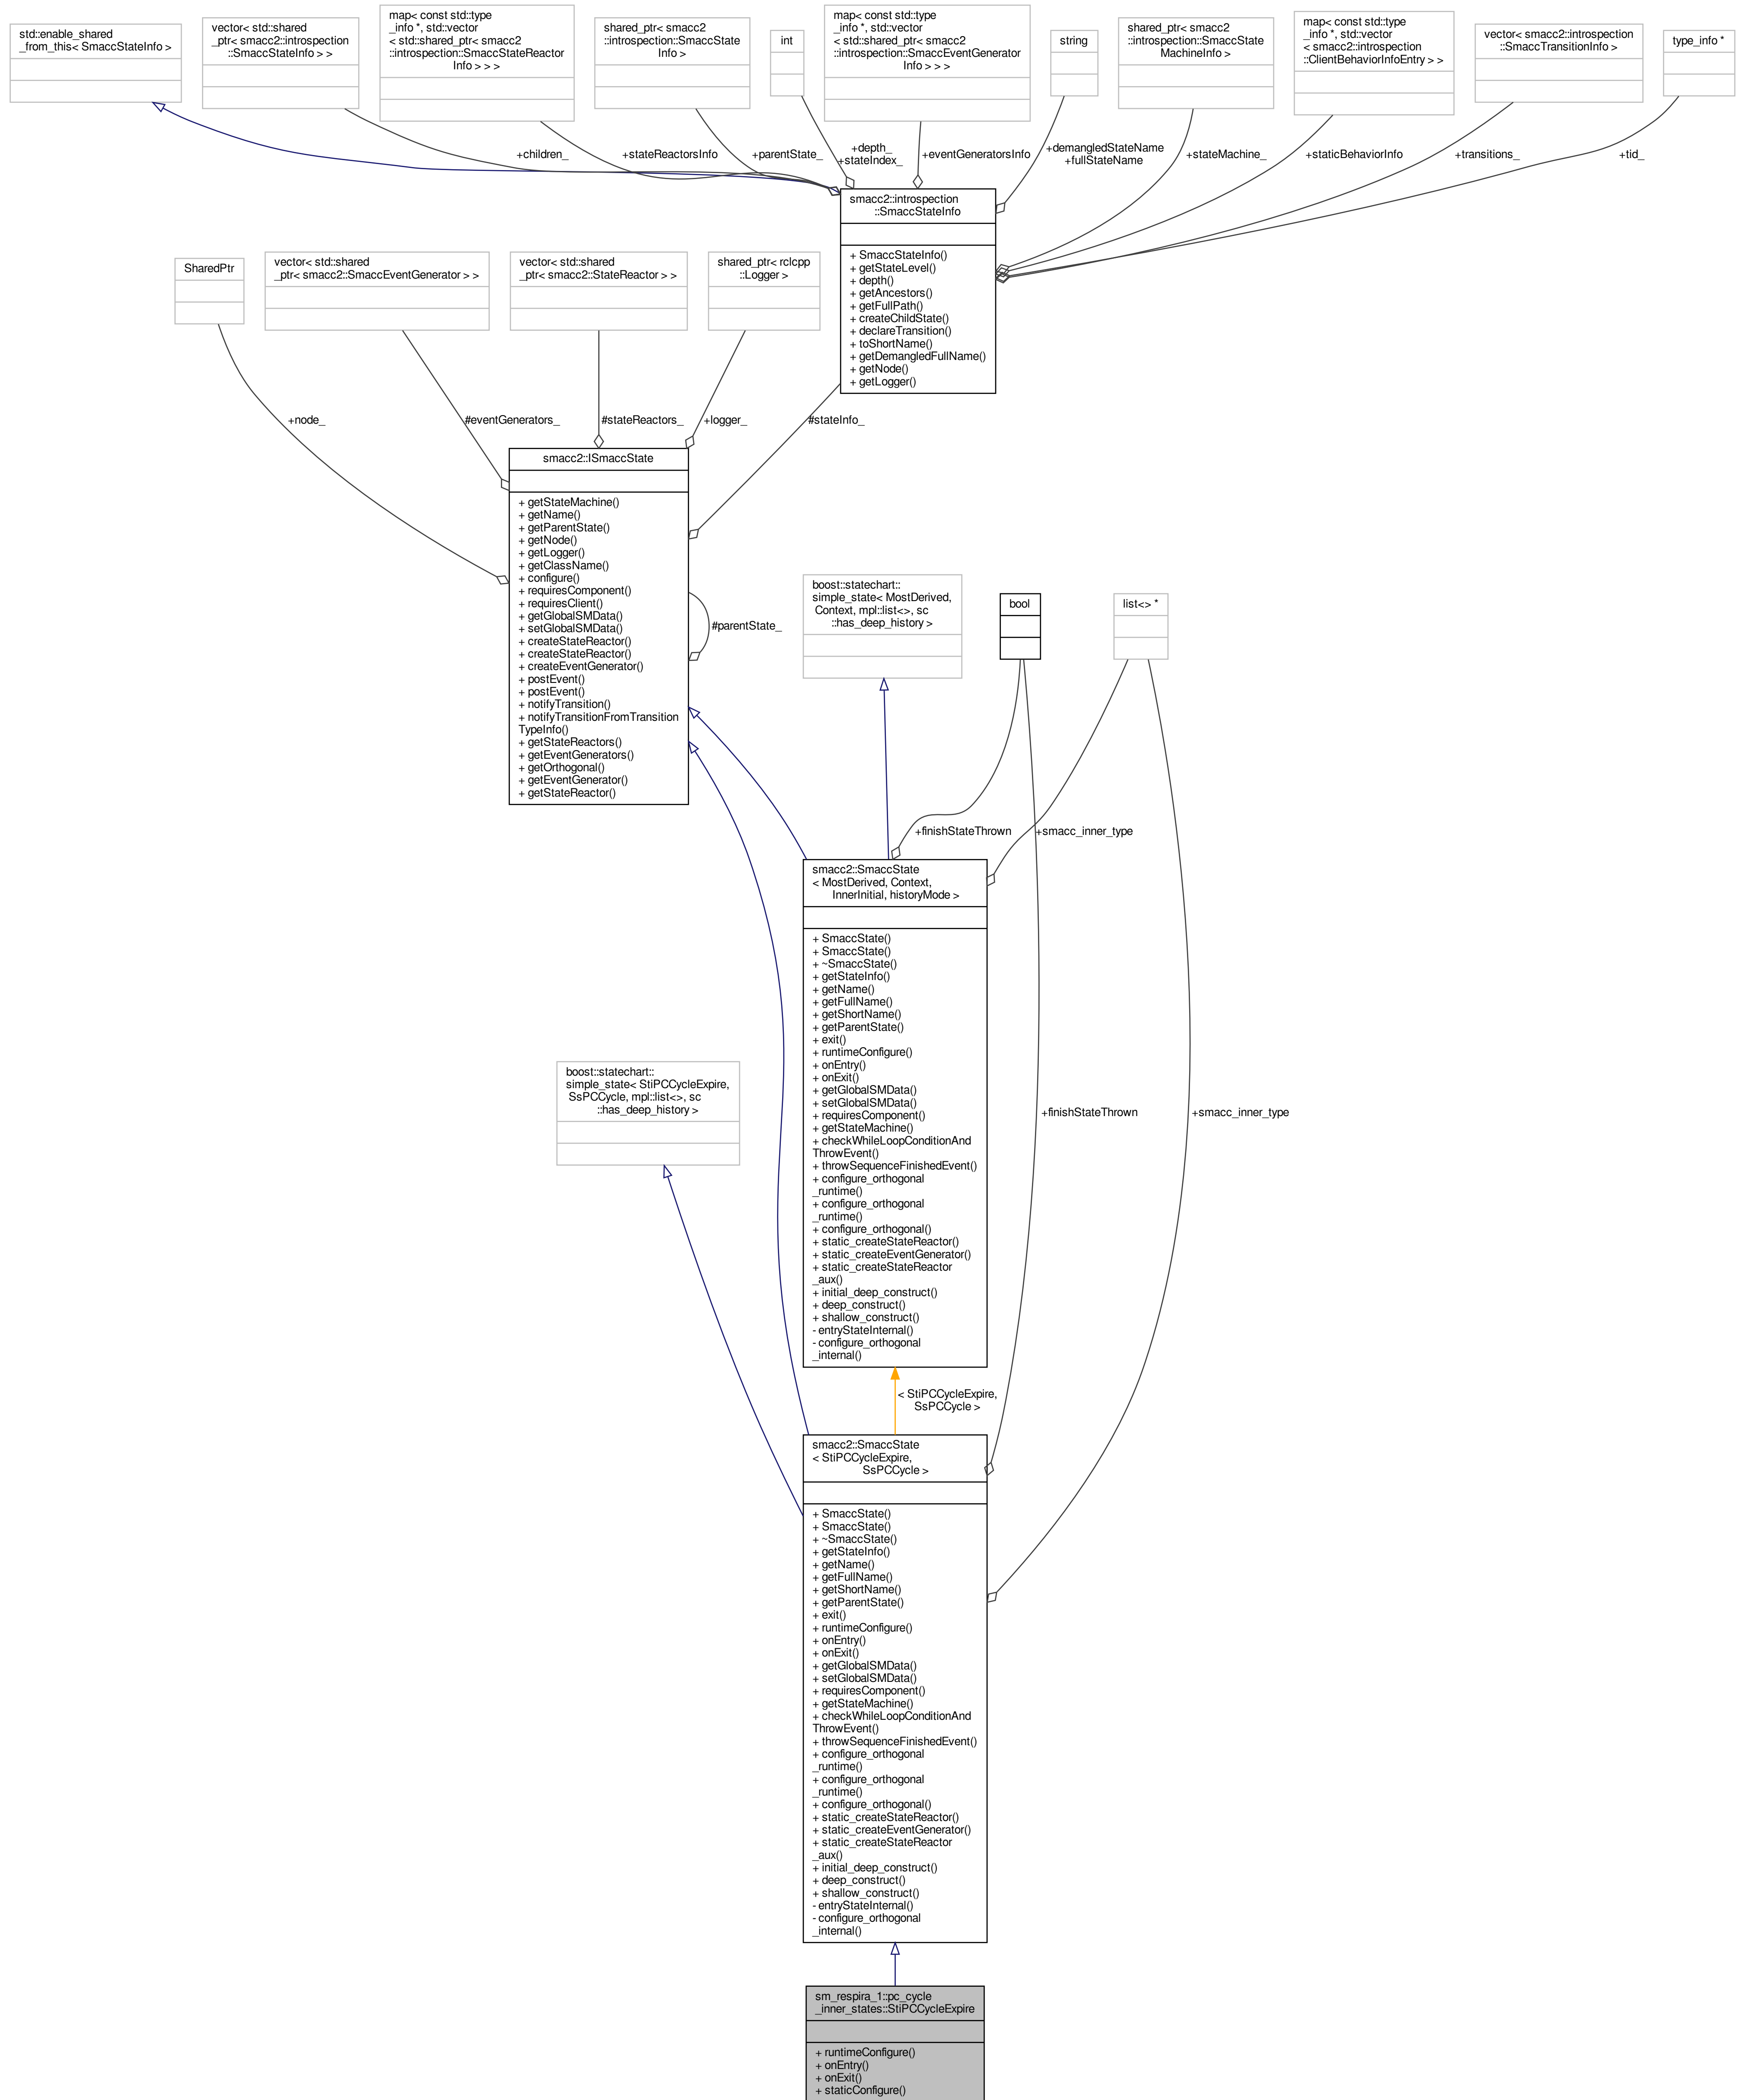 std::enable_shared
_from_this< SmaccStateInfo >
vector< std::shared
_ptr< smacc2::introspection
::SmaccStateInfo > >
map< const std::type
_info *, std::vector
< std::shared_ptr< smacc2
::introspection::SmaccStateReactor
Info > > >
shared_ptr< smacc2
::introspection::SmaccState
Info >
int
map< const std::type
_info *, std::vector
< std::shared_ptr< smacc2
::introspection::SmaccEventGenerator
Info > > >
string
shared_ptr< smacc2
::introspection::SmaccState
MachineInfo >
map< const std::type
_info *, std::vector
< smacc2::introspection
::ClientBehaviorInfoEntry > >
vector< smacc2::introspection
::SmaccTransitionInfo >
type_info *
+children_
+stateReactorsInfo
+parentState_
+depth_
+stateIndex_
+eventGeneratorsInfo
+demangledStateName
+fullStateName
+stateMachine_
+staticBehaviorInfo
+transitions_
+tid_
smacc2::introspection
::SmaccStateInfo
+ SmaccStateInfo()
+ getStateLevel()
+ depth()
+ getAncestors()
+ getFullPath()
+ createChildState()
+ declareTransition()
+ toShortName()
+ getDemangledFullName()
+ getNode()
+ getLogger()
SharedPtr
vector< std::shared
_ptr< smacc2::SmaccEventGenerator > >
vector< std::shared
_ptr< smacc2::StateReactor > >
shared_ptr< rclcpp
::Logger >
+node_
#eventGenerators_
#stateReactors_
+logger_
#stateInfo_
smacc2::ISmaccState
+ getStateMachine()
+ getName()
+ getParentState()
+ getNode()
+ getLogger()
+ getClassName()
+ configure()
+ requiresComponent()
+ requiresClient()
+ getGlobalSMData()
+ setGlobalSMData()
+ createStateReactor()
+ createStateReactor()
+ createEventGenerator()
+ postEvent()
+ postEvent()
+ notifyTransition()
+ notifyTransitionFromTransition
TypeInfo()
+ getStateReactors()
+ getEventGenerators()
+ getOrthogonal()
+ getEventGenerator()
+ getStateReactor()
#parentState_
boost::statechart::
simple_state< MostDerived,
Context, mpl::list<>, sc
::has_deep_history >
bool
list<> *
+finishStateThrown
+smacc_inner_type
smacc2::SmaccState
< MostDerived, Context,
InnerInitial, historyMode >
+ SmaccState()
+ SmaccState()
+ ~SmaccState()
+ getStateInfo()
+ getName()
+ getFullName()
+ getShortName()
+ getParentState()
+ exit()
+ runtimeConfigure()
+ onEntry()
+ onExit()
+ getGlobalSMData()
+ setGlobalSMData()
+ requiresComponent()
+ getStateMachine()
+ checkWhileLoopConditionAnd
ThrowEvent()
+ throwSequenceFinishedEvent()
+ configure_orthogonal
_runtime()
+ configure_orthogonal
_runtime()
+ configure_orthogonal()
+ static_createStateReactor()
+ static_createEventGenerator()
+ static_createStateReactor
_aux()
+ initial_deep_construct()
+ deep_construct()
+ shallow_construct()
- entryStateInternal()
- configure_orthogonal
_internal()
boost::statechart::
simple_state< StiPCCycleExpire,
SsPCCycle, mpl::list<>, sc
::has_deep_history >
+finishStateThrown
+smacc_inner_type
< StiPCCycleExpire,
SsPCCycle >
smacc2::SmaccState
< StiPCCycleExpire,
SsPCCycle >
+ SmaccState()
+ SmaccState()
+ ~SmaccState()
+ getStateInfo()
+ getName()
+ getFullName()
+ getShortName()
+ getParentState()
+ exit()
+ runtimeConfigure()
+ onEntry()
+ onExit()
+ getGlobalSMData()
+ setGlobalSMData()
+ requiresComponent()
+ getStateMachine()
+ checkWhileLoopConditionAnd
ThrowEvent()
+ throwSequenceFinishedEvent()
+ configure_orthogonal
_runtime()
+ configure_orthogonal
_runtime()
+ configure_orthogonal()
+ static_createStateReactor()
+ static_createEventGenerator()
+ static_createStateReactor
_aux()
+ initial_deep_construct()
+ deep_construct()
+ shallow_construct()
- entryStateInternal()
- configure_orthogonal
_internal()
sm_respira_1::pc_cycle
_inner_states::StiPCCycleExpire
+ runtimeConfigure()
+ onEntry()
+ onExit()
+ staticConfigure()